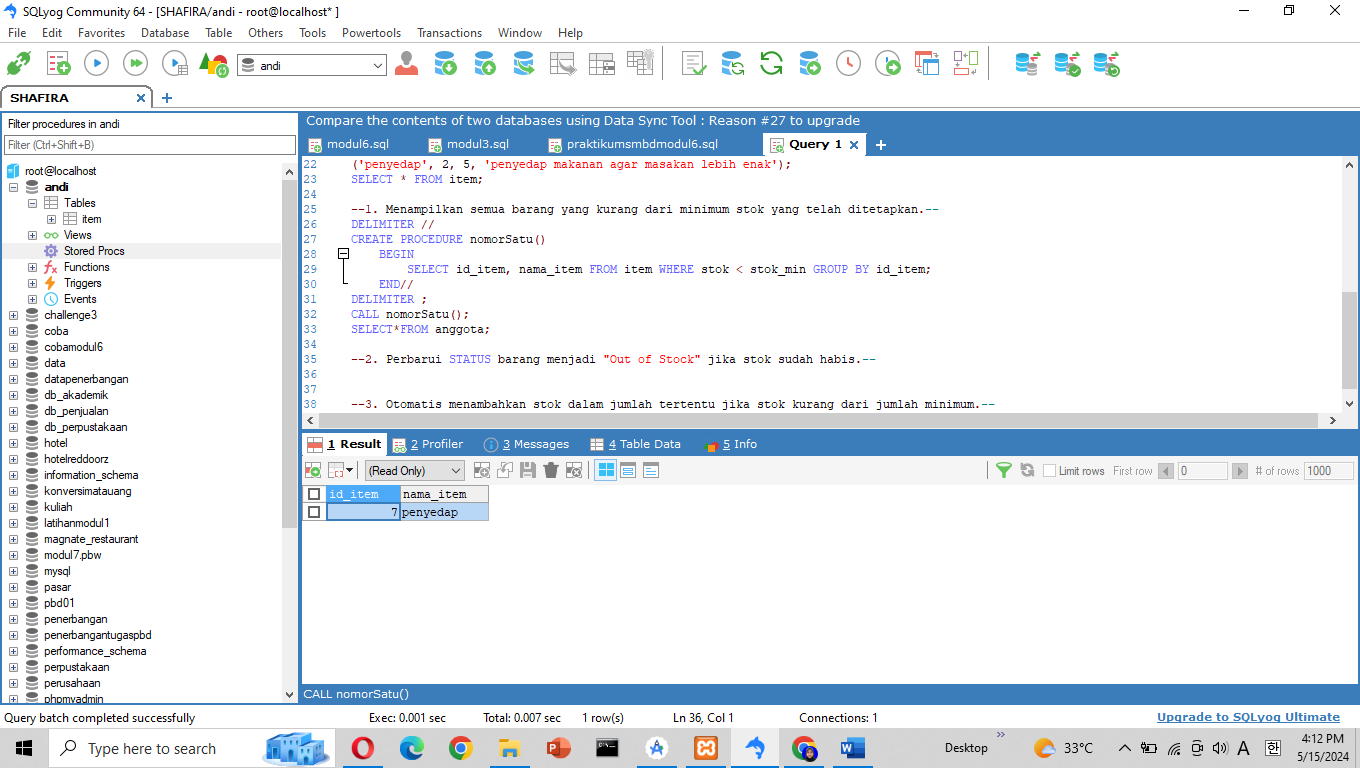 SQLyog Community 64 - [SHAFIRA/andi - root@localhost* ]
File Edit Favorites Database Table Others Tools Powertools Transactions Window Help
andi
SHAFIRA
Filter procedures in andi
Filter (Ctrl+Shift+B)
root@localhost
andi
Tables
item
Views
Stored Procs
Functions
Triggers
Events
challenge3
coba
cobamodul6
data
datapenerbangan
db_akademik
db_penjualan
db_perpustakaan
hotel
hotelreddoorz
information_schema
konversimatauang
kuliah
latihanmodul1
magnate_restaurant
modul7.pbw
mysql
pasar
pbd01
penerbangan
penerbangantugaspbd
performance_schema
perpustakaan
perusahaan
phpmyadmin
Compare the contents of two databases using Data Sync Tool : Reason #27 to upgrade
modul6.sql modul3.sql praktikumsmbdmodul6.sql Query 1
22 ('penyedap', 2, 5, 'penyedap makanan agar masakan lebih enak');
23 SELECT * FROM item;
24
25 --1. Menampilkan semua barang yang kurang dari minimum stok yang telah ditetapkan.--
26 DELIMITER //
27 CREATE PROCEDURE nomorSatu()
28 BEGIN
29 SELECT id_item, nama_item FROM item WHERE stok < stok_min GROUP BY id_item;
30 END//
31 DELIMITER ;
32 CALL nomorSatu();
33 SELECT*FROM anggota;
34
35 --2. Perbarui STATUS barang menjadi "Out of Stock" jika stok sudah habis.--
36
37
38 --3. Otomatis menambahkan stok dalam jumlah tertentu jika stok kurang dari jumlah minimum.--
1 Result 2 Profiler 3 Messages 4 Table Data 5 Info
(Read Only) Limit rows First row 0 # of rows 1000
id_item nama_item
7 penyedap
CALL nomorSatu()
Query batch completed successfully Exec: 0.001 sec Total: 0.007 sec 1 row(s) Ln 36, Col 1 Connections: 1 Upgrade to SQLyog Ultimate
Type here to search Desktop 33°C A 한 4:12 PM
5/15/2024